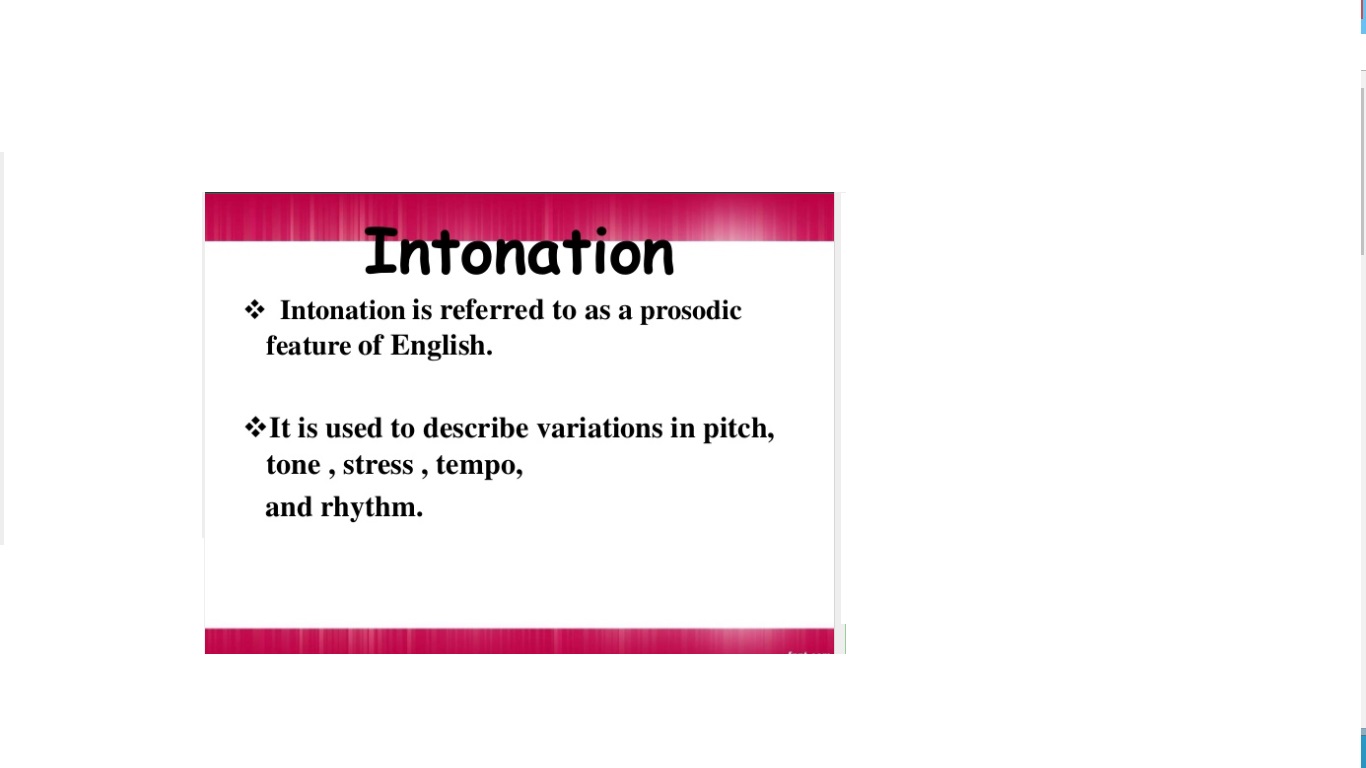 Intonation
❖ Intonation is referred to as a prosodic
feature of English.
❖It is used to describe variations in pitch,
tone , stress , tempo,
and rhythm.